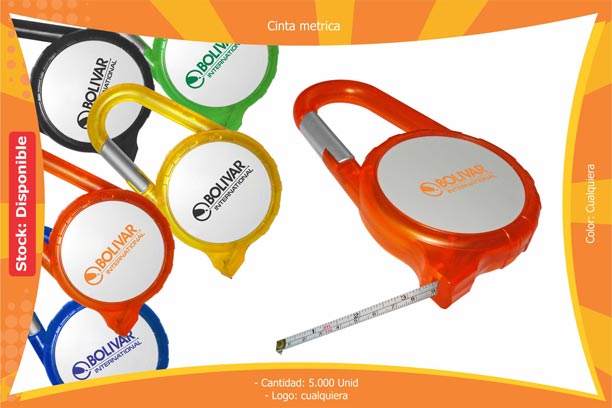 Cinta metrica
Stock: Disponible
Color: Cualquiera
BOLIVAR
INTERNATIONAL
BOLIVAR
INTERNATIONAL
BOLIVAR
INTERNATIONAL
BOLIVAR
INTERNATIONAL
BOLIVAR
INTERNATIONAL
BOLIVAR
INTERNATIONAL
- Cantidad: 5.000 Unid
- Logo: cualquiera